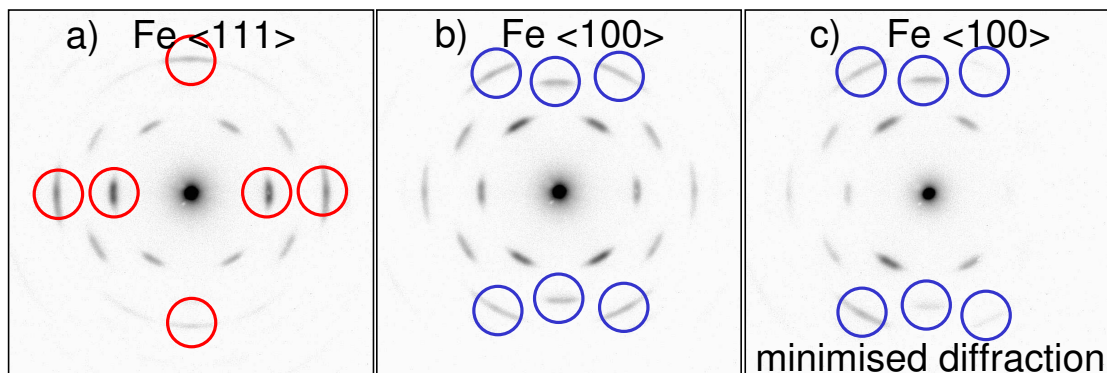 a) Fe <111>
b) Fe <100>
c) Fe <100>
minimised diffraction